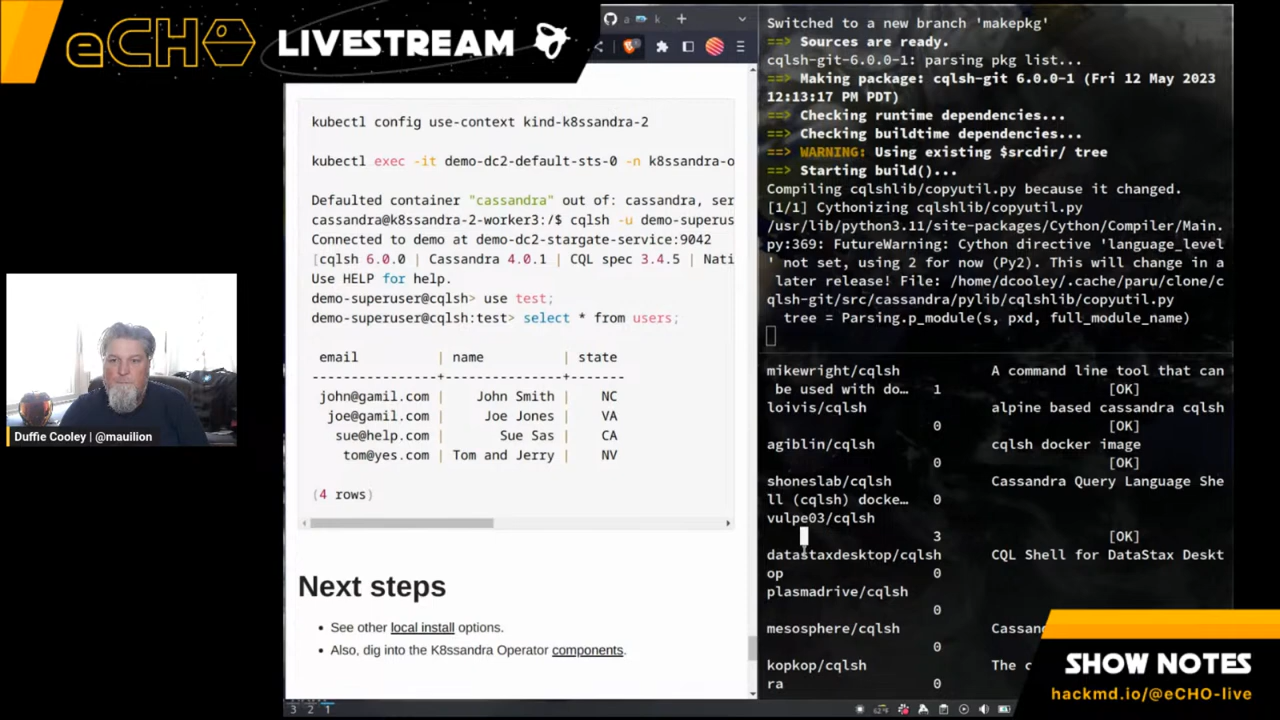 eCHO LIVESTREAM
kubectl config use-context kind-k8ssandra-2
kubectl exec -it demo-dc2-default-sts-0 -n k8ssandra-o
Defaulted container "cassandra" out of: cassandra, ser
cassandra@k8ssandra-2-worker3:/$ cqlsh -u demo-superus
Connected to demo at demo-dc2-stargate-service:9042
[cqlsh 6.0.0 | Cassandra 4.0.1 | CQL spec 3.4.5 | Nati
Use HELP for help.
demo-superuser@cqlsh> use test;
demo-superuser@cqlsh:test> select * from users;
email | name | state
---------------+---------------+-------
john@gamil.com | John Smith | NC
joe@gamil.com | Joe Jones | VA
sue@help.com | Sue Sas | CA
tom@yes.com | Tom and Jerry | NV
(4 rows)
Next steps
• See other local install options.
• Also, dig into the K8ssandra Operator components.
3 2 1
Switched to a new branch 'makepkg'
==> Sources are ready.
cqlsh-git-6.0.0-1: parsing pkg list...
==> Making package: cqlsh-git 6.0.0-1 (Fri 12 May 2023
12:13:17 PM PDT)
==> Checking runtime dependencies...
==> Checking buildtime dependencies...
==> WARNING: Using existing $srcdir/ tree
==> Starting build()...
Compiling cqlshlib/copyutil.py because it changed.
[1/1] Cythonizing cqlshlib/copyutil.py
/usr/lib/python3.11/site-packages/Cython/Compiler/Main.
py:369: FutureWarning: Cython directive 'language_level
' not set, using 2 for now (Py2). This will change in a
later release! File: /home/dcooley/.cache/paru/clone/c
qlsh-git/src/cassandra/pylib/cqlshlib/copyutil.py
tree = Parsing.p_module(s, pxd, full_module_name)
mikewright/cqlsh A command line tool that can
be used with do… 1 [OK]
loivis/cqlsh alpine based cassandra cqlsh
0 [OK]
agiblin/cqlsh cqlsh docker image
0 [OK]
shoneslab/cqlsh Cassandra Query Language She
ll (cqlsh) docke… 0
vulpe03/cqlsh
3 [OK]
datastaxdesktop/cqlsh CQL Shell for DataStax Deskt
op 0
plasmadrive/cqlsh
0
mesosphere/cqlsh
0
kopkop/cqlsh The c
ra 0
Duffie Cooley | @mauilion
SHOW NOTES
hackmd.io/@eCHO-live